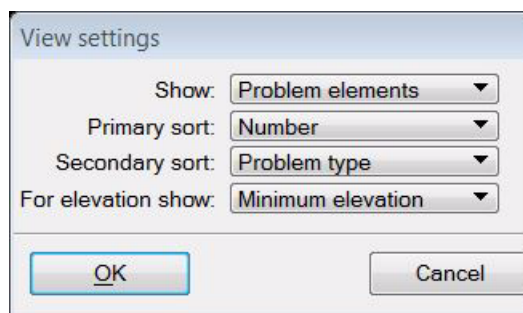 View settings
Show: Problem elements
Primary sort: Number
Secondary sort: Problem type
For elevation show: Minimum elevation
OK Cancel